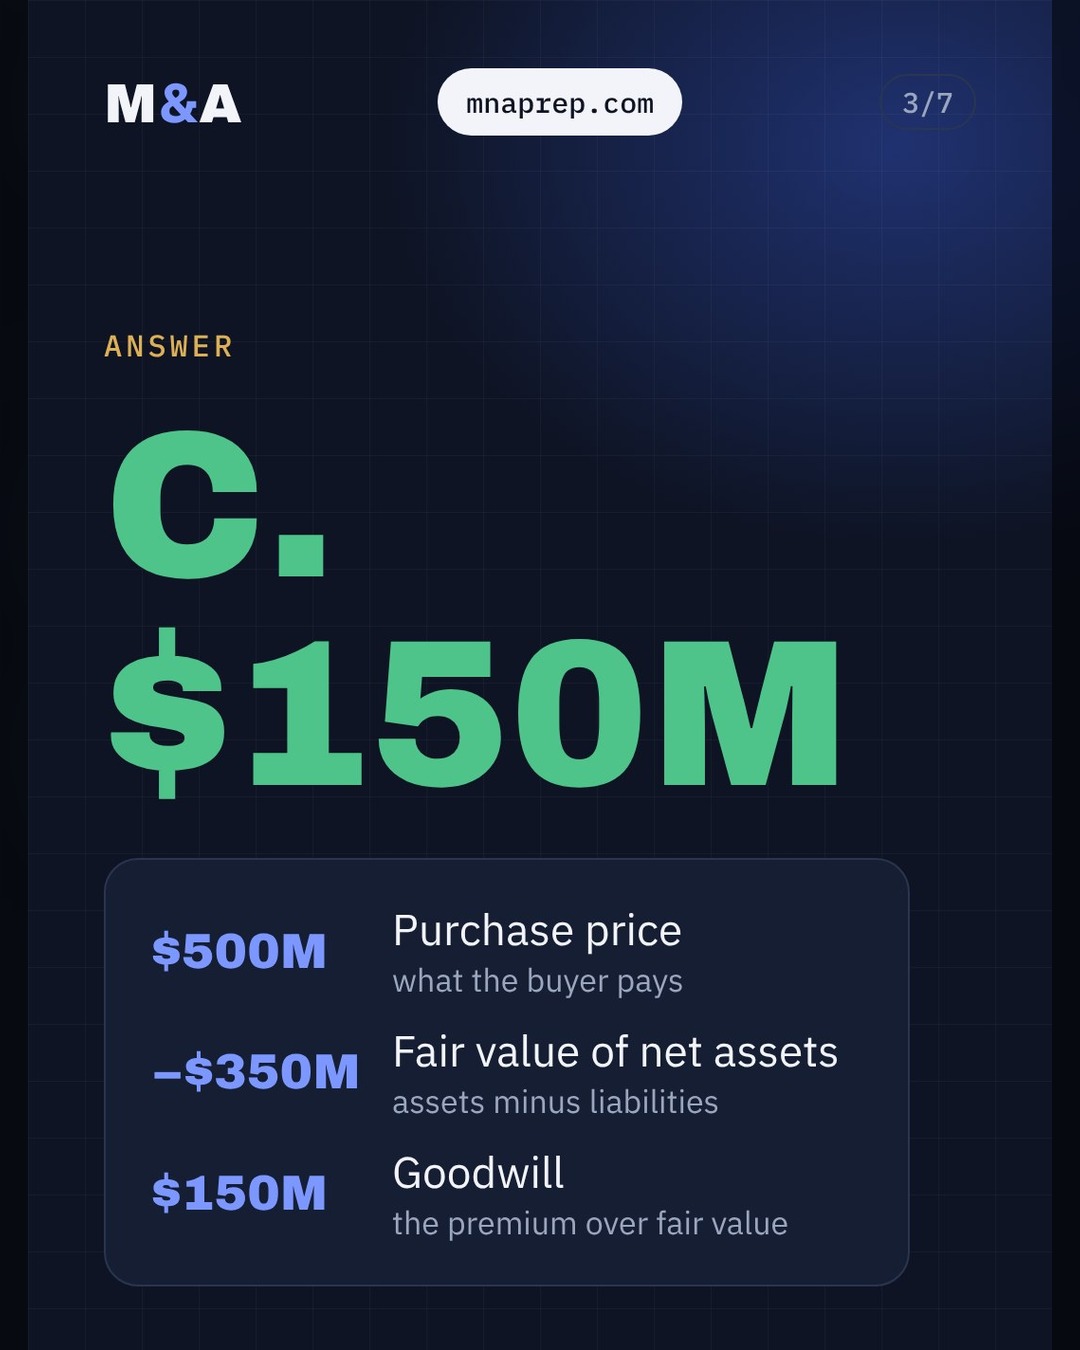 M&A
mnaprep.com
3/7
ANSWER
C.
$150M
$500M
Purchase price
what the buyer pays
–$350M
Fair value of net assets
assets minus liabilities
$150M
Goodwill
the premium over fair value